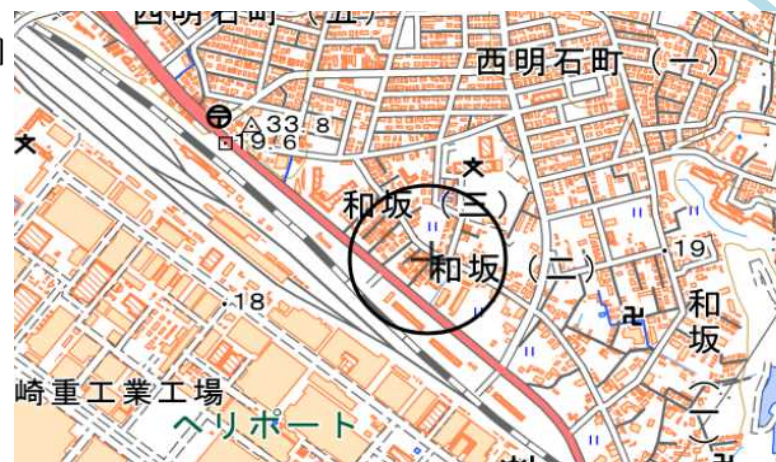 西明石町（五）
西明石町（一）
33.8
19.6
和坂（三）
和坂（二）
19
18
和坂（一）
崎重工業工場
ヘリポート